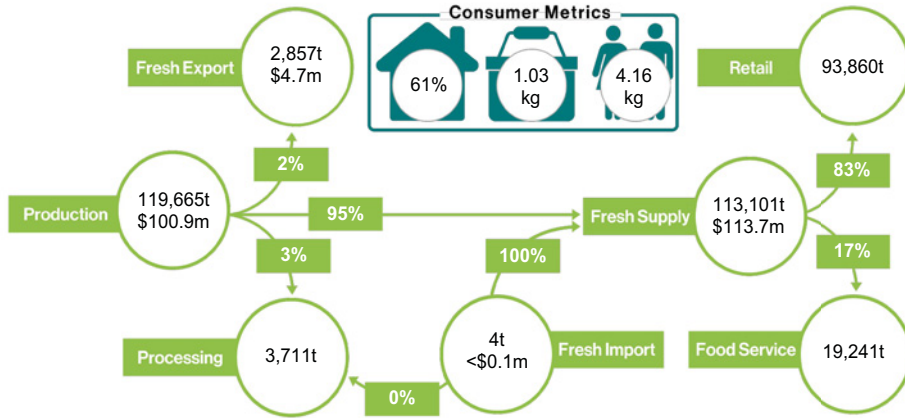 Consumer Metrics
61%
1.03
kg
4.16
kg
Fresh Export
2,857t
$4.7m
Retail
93,860t
2%
83%
Production
119,665t
$100.9m
95%
Fresh Supply
113,101t
$113.7m
3%
100%
17%
Processing
3,711t
4t
<$0.1m
Fresh Import
Food Service
19,241t
0%